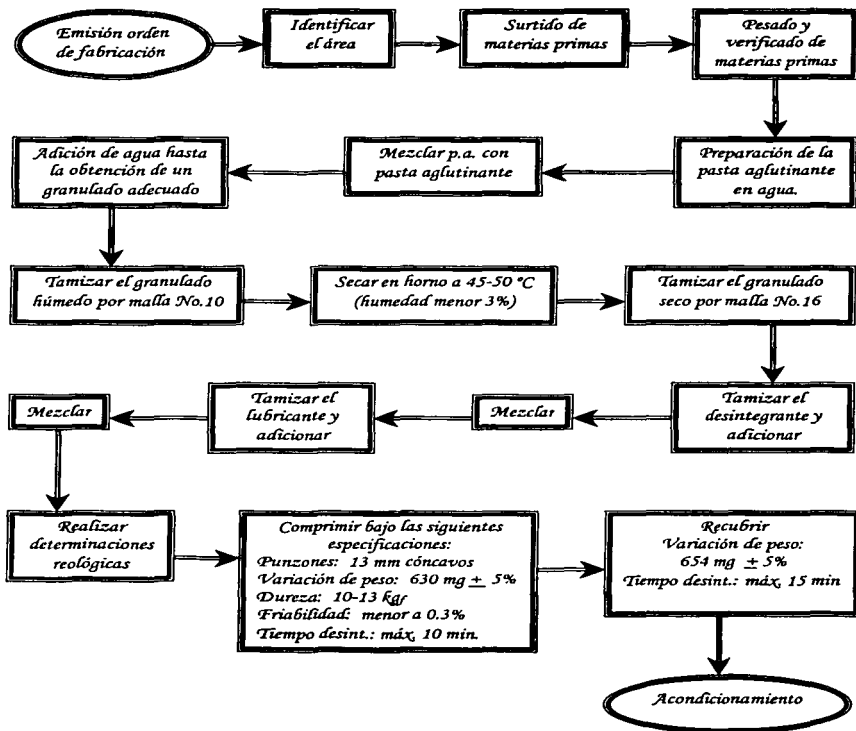 Emisión orden
de fabricación
Identificar
el área
Surtido de
materias primas
Pesado y
verificado de
materias primas
Preparación de la
pasta aglutinante
en agua.
Mezclar p.a. con
pasta aglutinante
Adición de agua hasta
la obtención de un
granulado adecuado
Tamizar el granulado
húmedo por malla No.10
Secar en horno a 45-50 °C
(humedad menor 3%)
Tamizar el granulado
seco por malla No.16
Tamizar el
desintegrante y
adicionar
Mezclar
Tamizar el
lubricante y
adicionar
Mezclar
Realizar
determinaciones
reológicas
Comprimir bajo las siguientes
especificaciones:
Punzones: 13 mm cóncavos
Variación de peso: 630 mg ± 5%
Dureza: 10-13 kgf
Friabilidad: menor a 0.3%
Tiempo desint.: máx. 10 min.
Recubrir
Variación de peso:
654 mg ± 5%
Tiempo desint.: máx. 15 min
Acondicionamiento